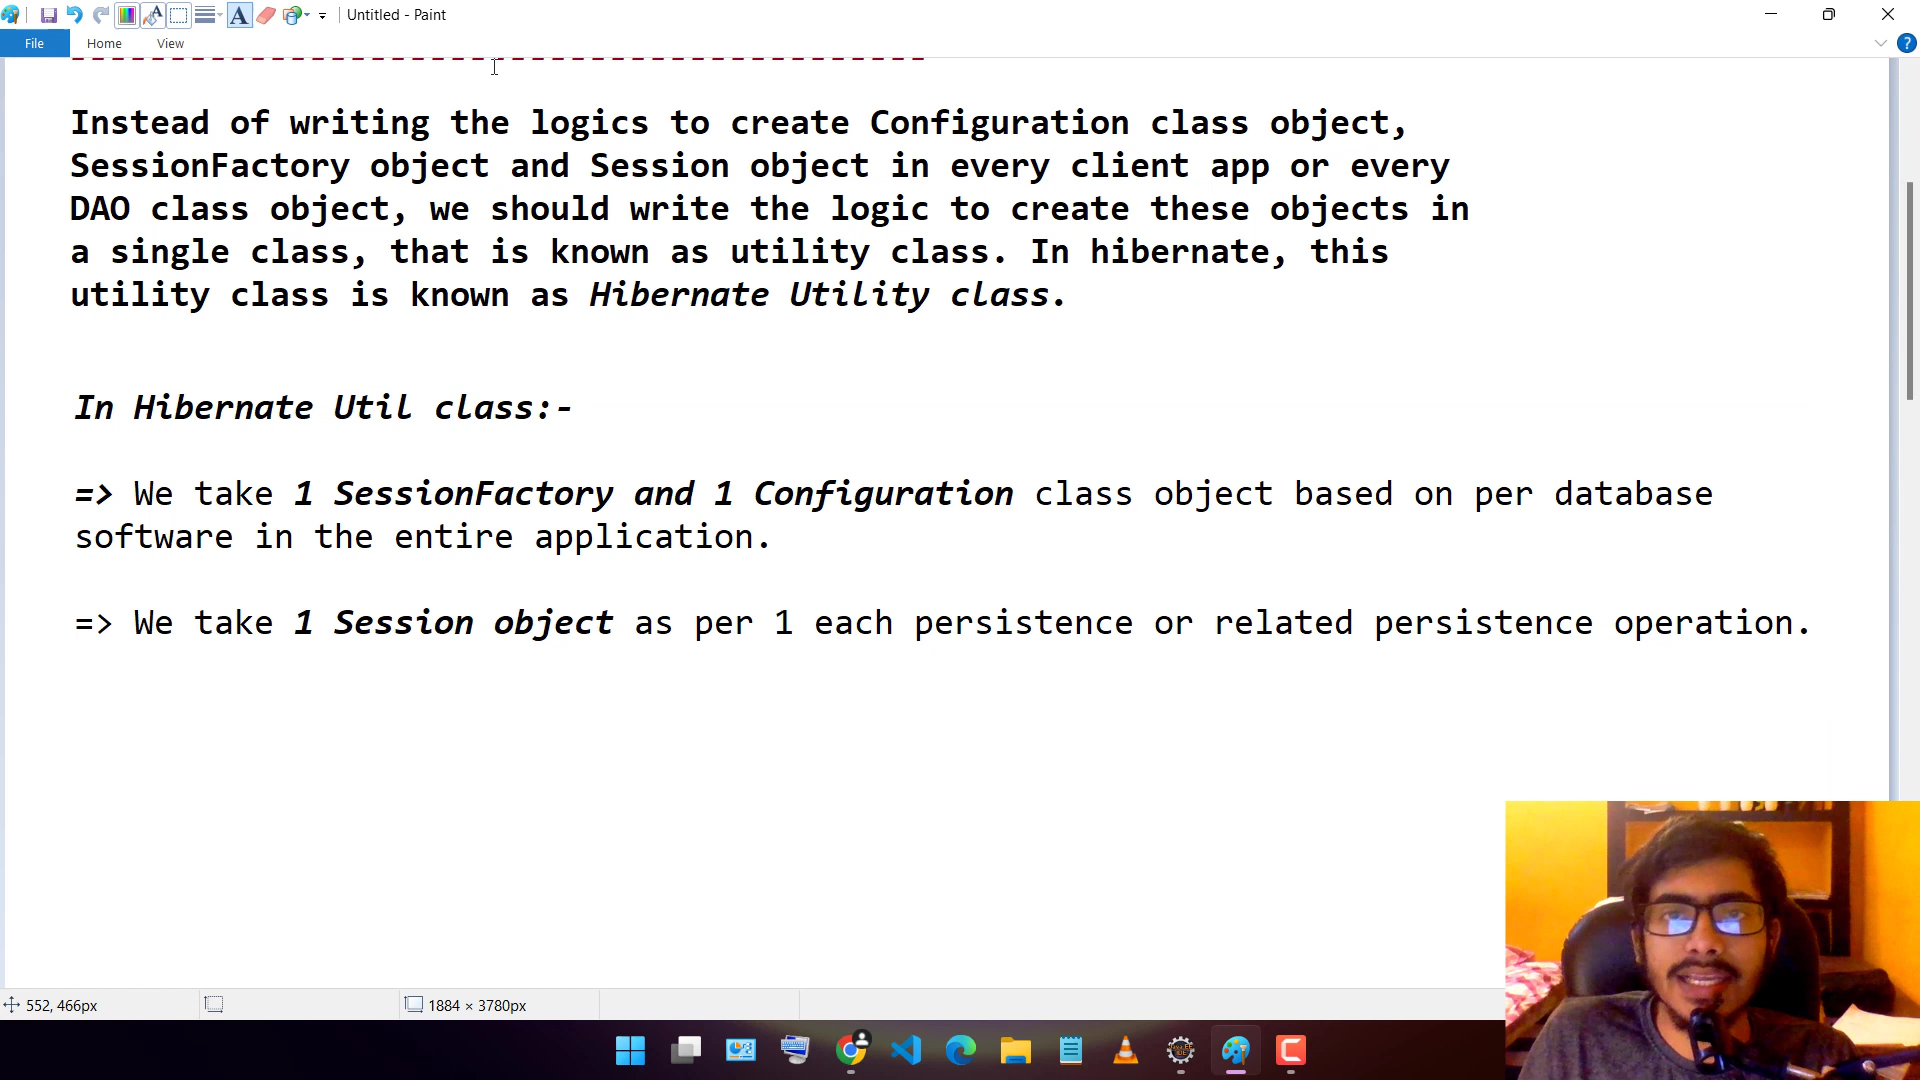 Untitled - Paint
File Home View
Instead of writing the logics to create Configuration class object,
SessionFactory object and Session object in every client app or every
DAO class object, we should write the logic to create these objects in
a single class, that is known as utility class. In hibernate, this
utility class is known as Hibernate Utility class.
In Hibernate Util class:-
=> We take 1 SessionFactory and 1 Configuration class object based on per database
software in the entire application.
=> We take 1 Session object as per 1 each persistence or related persistence operation.
552, 466px 1884 × 3780px